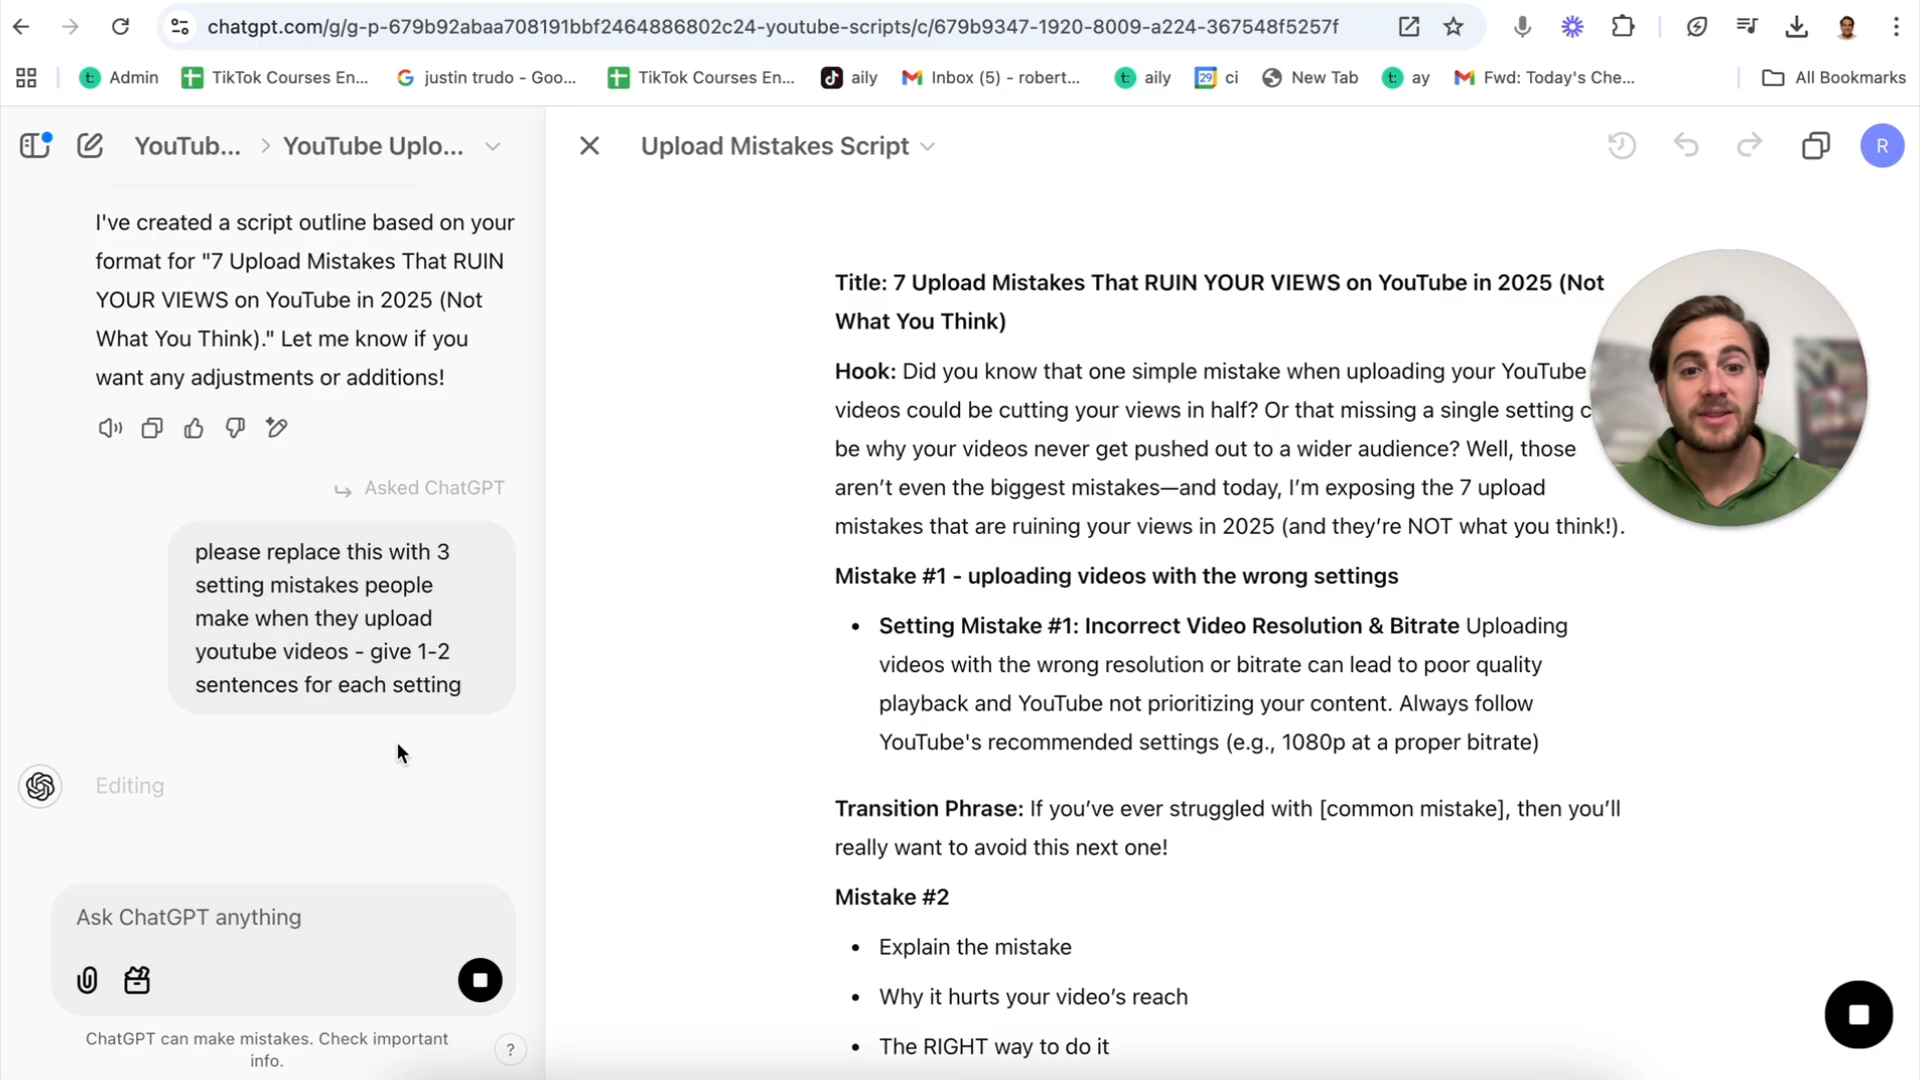 chatgpt.com/g/g-p-679b92abaa708191bbf2464886802c24-youtube-scripts/c/679b9347-1920-8009-a224-367548f5257f
Admin
TikTok Courses En...
justin trudo - Goo...
TikTok Courses En...
aily
Inbox (5) - robert...
aily
29
ci
New Tab
ay
Fwd: Today's Che...
All Bookmarks
YouTub... > YouTube Uplo...
I've created a script outline based on your
format for "7 Upload Mistakes That RUIN
YOUR VIEWS on YouTube in 2025 (Not
What You Think)." Let me know if you
want any adjustments or additions!
Asked ChatGPT
please replace this with 3
setting mistakes people
make when they upload
youtube videos - give 1-2
sentences for each setting
Editing
Ask ChatGPT anything
ChatGPT can make mistakes. Check important
info.
?
Upload Mistakes Script
R
Title: 7 Upload Mistakes That RUIN YOUR VIEWS on YouTube in 2025 (Not
What You Think)
Hook: Did you know that one simple mistake when uploading your YouTube
videos could be cutting your views in half? Or that missing a single setting c
be why your videos never get pushed out to a wider audience? Well, those
aren’t even the biggest mistakes—and today, I’m exposing the 7 upload
mistakes that are ruining your views in 2025 (and they’re NOT what you think!).
Mistake #1 - uploading videos with the wrong settings
• Setting Mistake #1: Incorrect Video Resolution & Bitrate Uploading
videos with the wrong resolution or bitrate can lead to poor quality
playback and YouTube not prioritizing your content. Always follow
YouTube's recommended settings (e.g., 1080p at a proper bitrate)
Transition Phrase: If you’ve ever struggled with [common mistake], then you’ll
really want to avoid this next one!
Mistake #2
• Explain the mistake
• Why it hurts your video’s reach
• The RIGHT way to do it